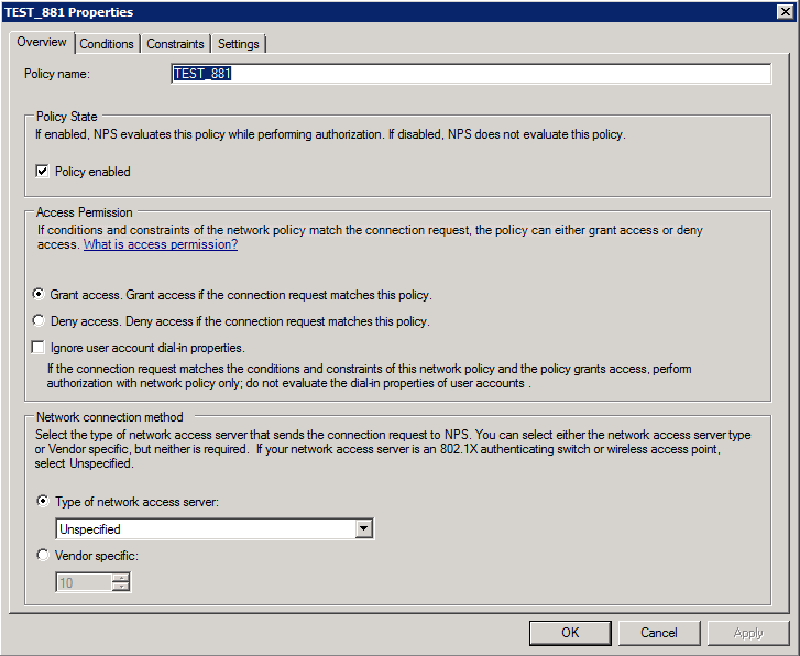 TEST_881 Properties
Overview
Conditions
Constraints
Settings
Policy name:
TEST_881
Policy State
If enabled, NPS evaluates this policy while performing authorization. If disabled, NPS does not evaluate this policy.
Policy enabled
Access Permission
If conditions and constraints of the network policy match the connection request, the policy can either grant access or deny
access. What is access permission?
Grant access. Grant access if the connection request matches this policy.
Deny access. Deny access if the connection request matches this policy.
Ignore user account dial-in properties.
If the connection request matches the conditions and constraints of this network policy and the policy grants access, perform
authorization with network policy only; do not evaluate the dial-in properties of user accounts .
Network connection method
Select the type of network access server that sends the connection request to NPS. You can select either the network access server type
or Vendor specific, but neither is required.  If your network access server is an 802.1X authenticating switch or wireless access point,
select Unspecified.
Type of network access server:
Unspecified
Vendor specific:
10
OK
Cancel
Apply